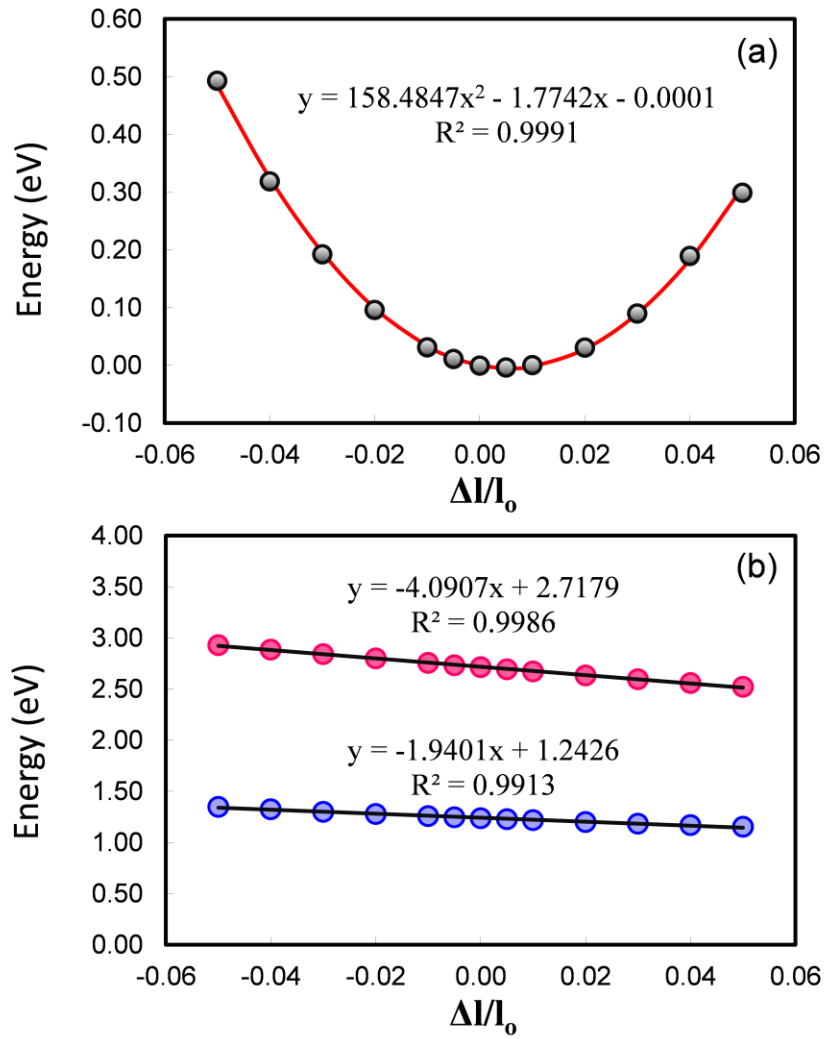 (a)
y = 158.4847x² - 1.7742x - 0.0001
R² = 0.9991
Energy (eV)
0.60
0.50
0.40
0.30
0.20
0.10
0.00
-0.10
-0.06 -0.04 -0.02 0.00 0.02 0.04 0.06
Δl/lₒ
(b)
y = -4.0907x + 2.7179
R² = 0.9986
y = -1.9401x + 1.2426
R² = 0.9913
Energy (eV)
4.00
3.50
3.00
2.50
2.00
1.50
1.00
0.50
0.00
-0.06 -0.04 -0.02 0.00 0.02 0.04 0.06
Δl/lₒ